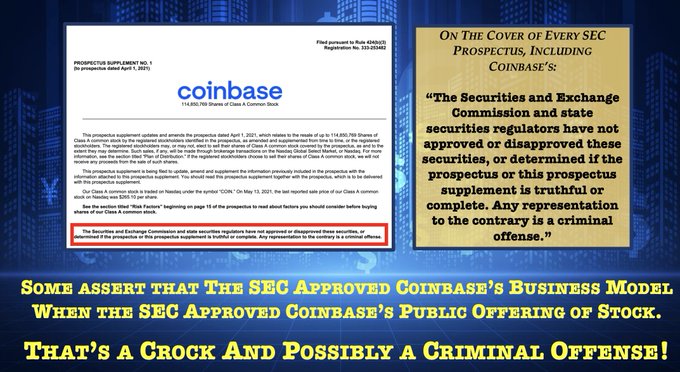 Filed pursuant to Rule 424(b)(3)
Registration No. 333-253482
PROSPECTUS SUPPLEMENT NO. 1
(to prospectus dated April 1, 2021)
coinbase
114,850,769 Shares of Class A Common Stock
This prospectus supplement updates and amends the prospectus dated April 1, 2021, which relates to the resale of up to 114,850,769 Shares of
Class A common stock by the registered stockholders identified in the prospectus, as amended and supplemented from time to time, or the registered
stockholders. The registered stockholders may, or may not, elect to sell their shares of Class A common stock covered by the prospectus, as and to the
extent they may determine. Such sales, if any, will be made through brokerage transactions on the Nasdaq Global Select Market. For more
information, see the section titled "Plan of Distribution." If the registered stockholders choose to sell their shares of Class A common stock, we will not
receive any proceeds from the sale of such shares.
This prospectus supplement is being filed to update, amend and supplement the information previously included in the prospectus with the
information attached to this prospectus supplement. You should read this prospectus supplement together with the prospectus, which is to be delivered
with this prospectus supplement.
Our Class A common stock is traded on Nasdaq under the symbol "COIN." On May 13, 2021, the last reported sale price of our Class A common
stock on Nasdaq was $265.10 per share.
See the section titled "Risk Factors" beginning on page 15 of the prospectus to read about factors you should consider before buying
shares of our Class A common stock.
The Securities and Exchange Commission and state securities regulators have not approved or disapproved these securities, or
determined if the prospectus or this prospectus supplement is truthful or complete. Any representation to the contrary is a criminal offense.
On The Cover of Every SEC
Prospectus, Including
Coinbase's:
"The Securities and Exchange
Commission and state
securities regulators have not
approved or disapproved these
securities, or determined if the
prospectus or this prospectus
supplement is truthful or
complete. Any representation
to the contrary is a criminal
offense."
Some assert that The SEC Approved Coinbase's Business Model
When the SEC Approved Coinbase's Public Offering of Stock.
That's a Crock And Possibly a Criminal Offense!